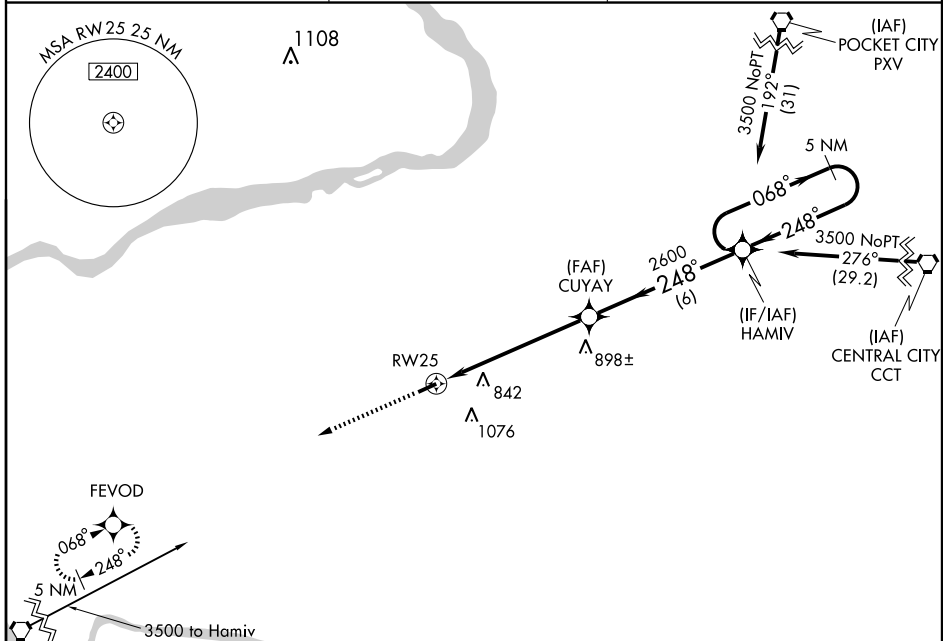 MSA RW 25 25 NM
2400
1108
(IAF)
POCKET CITY
PXV
3500 NoPT
192°
(31)
5 NM
068°
248°
3500 NoPT
276°
(29.2)
(IAF)
CENTRAL CITY
CCT
(IF/IAF)
HAMIV
2600
248°
(6)
(FAF)
CUYAY
898±
RW25
842
1076
FEVOD
068°
248°
5 NM
3500 to Hamiv